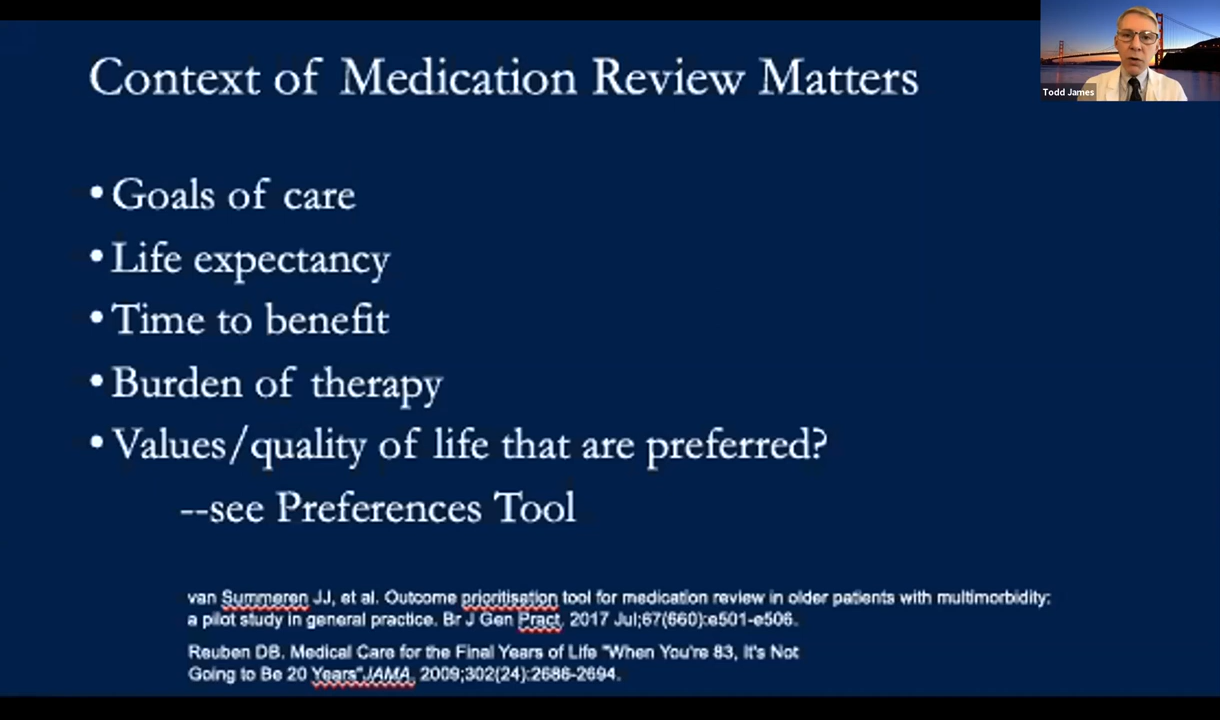 Context of Medication Review Matters
Todd James
• Goals of care
• Life expectancy
• Time to benefit
• Burden of therapy
• Values/quality of life that are preferred?
--see Preferences Tool
van Summeren JJ, et al. Outcome prioritisation tool for medication review in older patients with multimorbidity:
a pilot study in general practice. Br J Gen Pract. 2017 Jul;67(660):e501-e506.
Reuben DB. Medical Care for the Final Years of Life "When You're 83, It's Not
Going to Be 20 Years"JAMA. 2009;302(24):2686-2694.